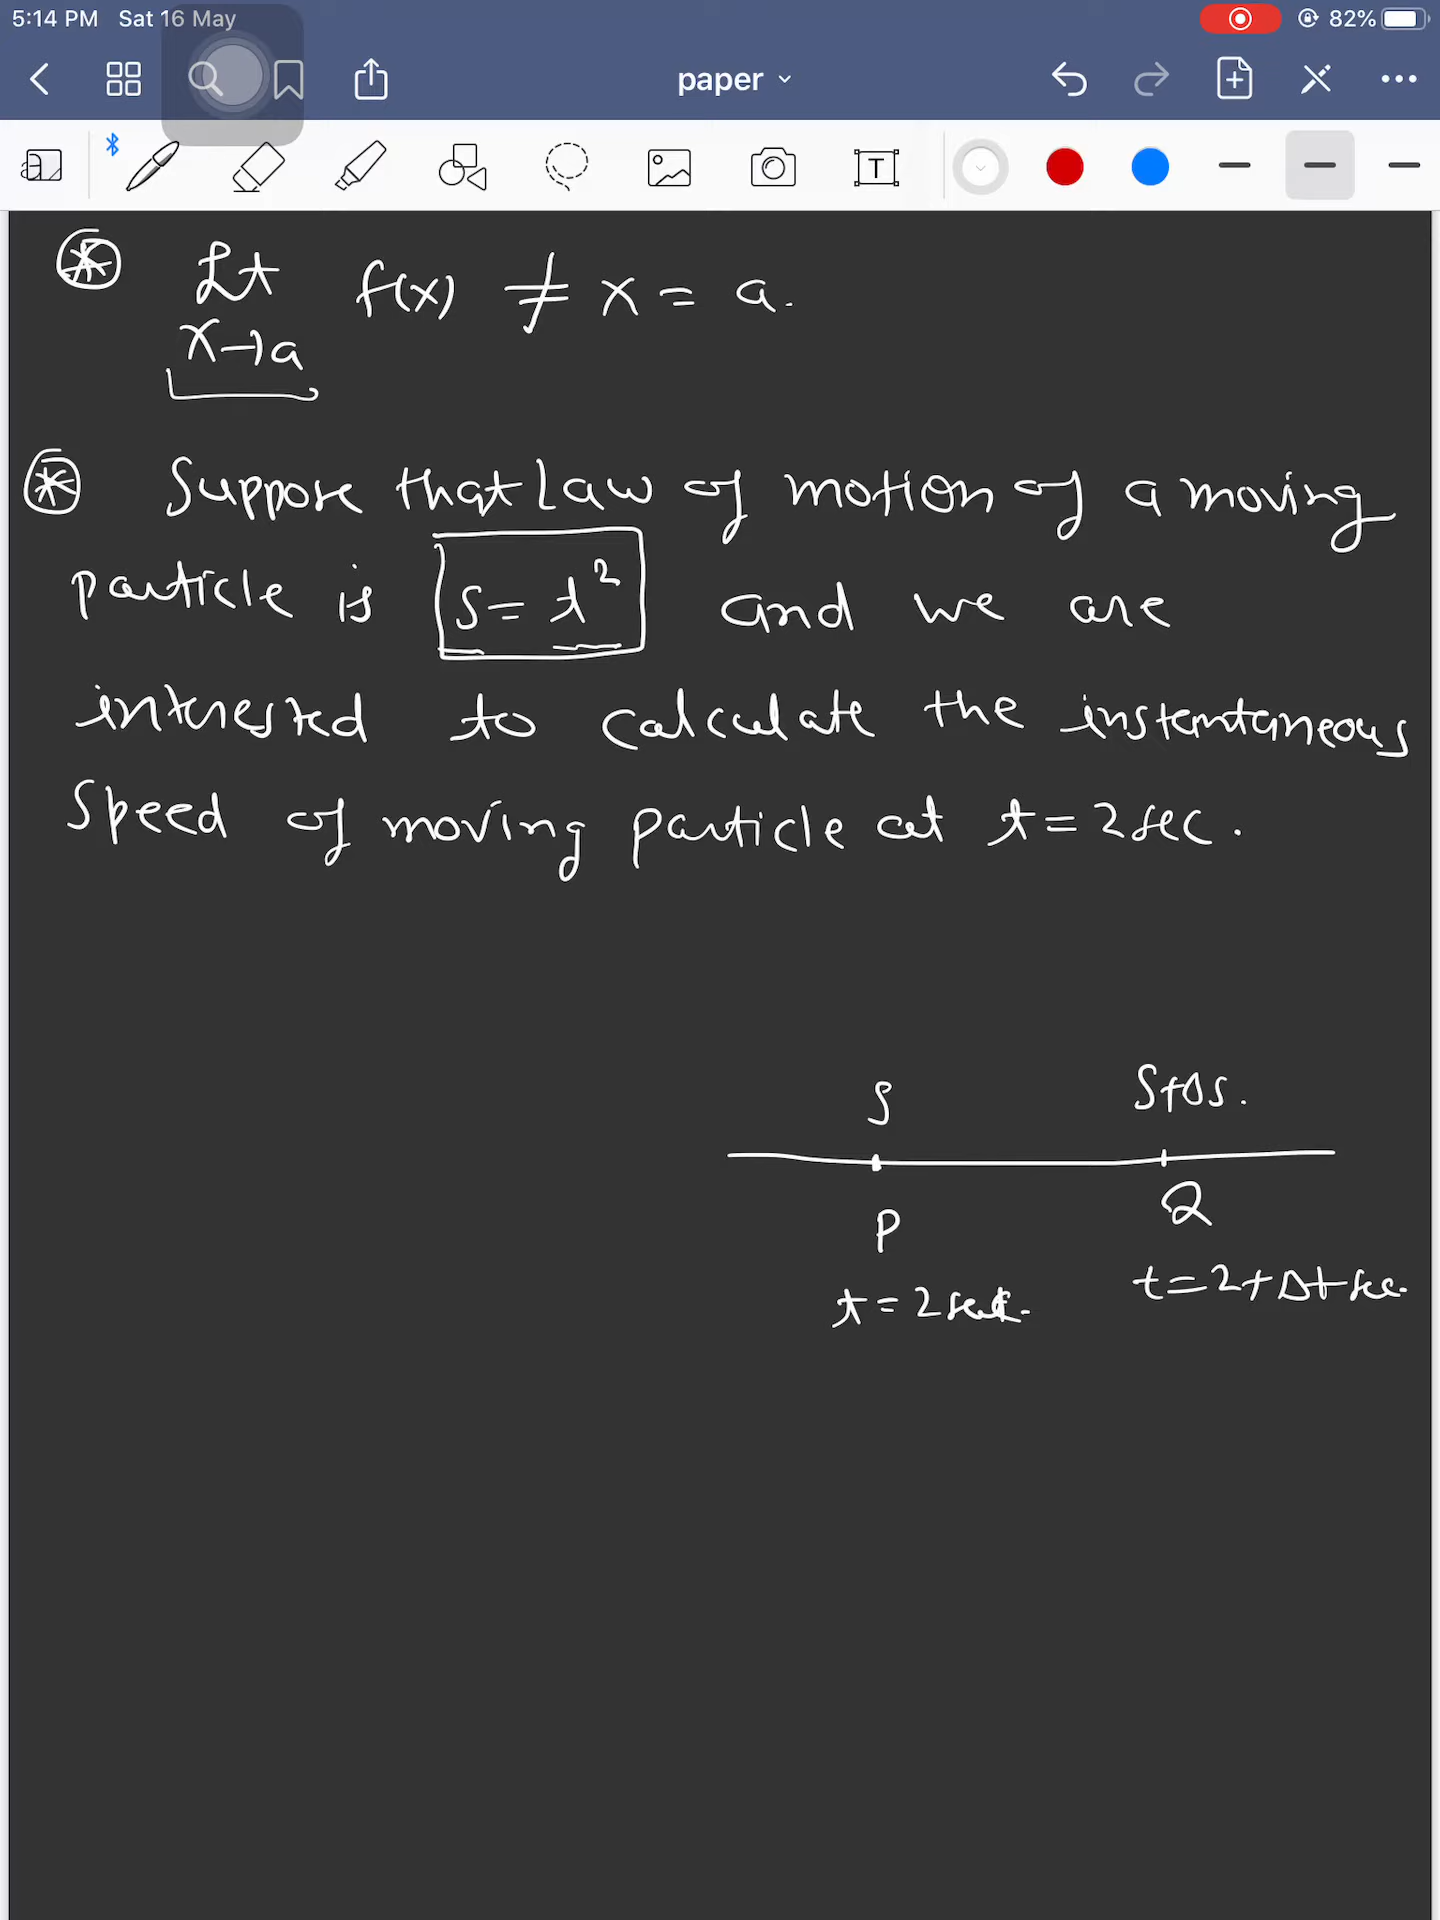 5:14 PM Sat 16 May 82%
paper
T
Lt f(x) ≠ x = a.
x→a
Suppose that Law of motion of a moving
particle is S = t² and we are
interested to calculate the instantaneous
Speed of moving particle at t = 2 sec.
S S+Δs.
P Q
t = 2 sec. t = 2+Δt sec.